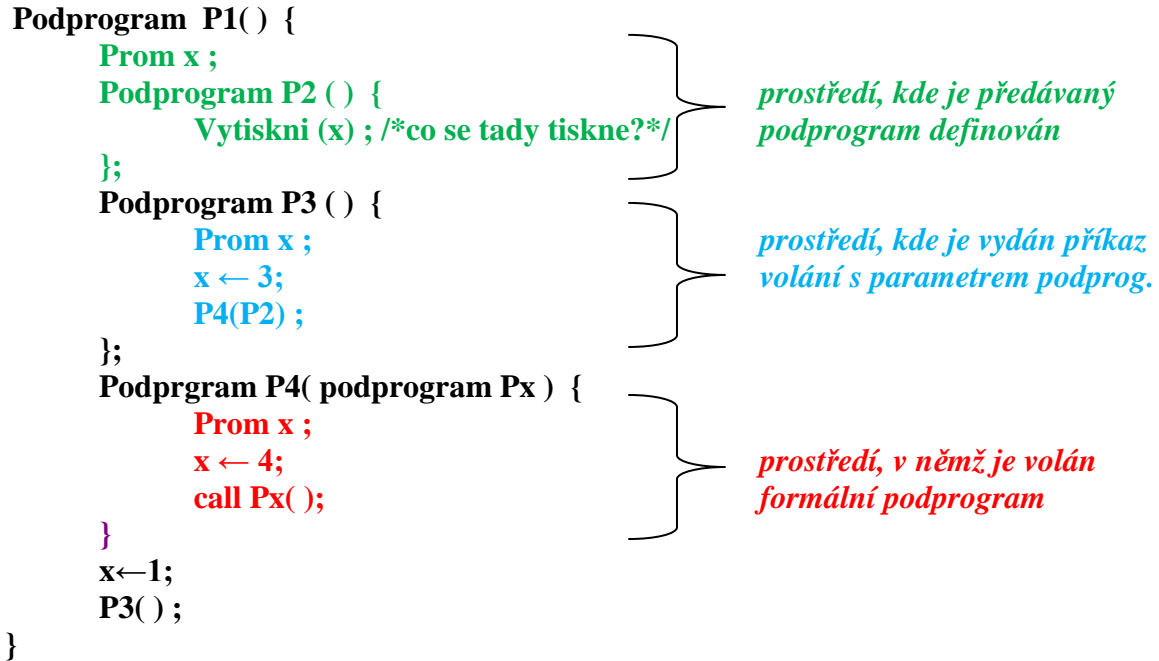 Podprogram P1( ) {
Prom x ;
Podprogram P2 ( ) {
Vytiskni (x) ; /*co se tady tiskne?*/
};
prostředí, kde je předávaný
podprogram definován
Podprogram P3 ( ) {
Prom x ;
x ← 3;
P4(P2) ;
};
prostředí, kde je vydán příkaz
volání s parametrem podprog.
Podprgram P4( podprogram Px ) {
Prom x ;
x ← 4;
call Px( );
}
prostředí, v němž je volán
formální podprogram
x←1;
P3( ) ;
}